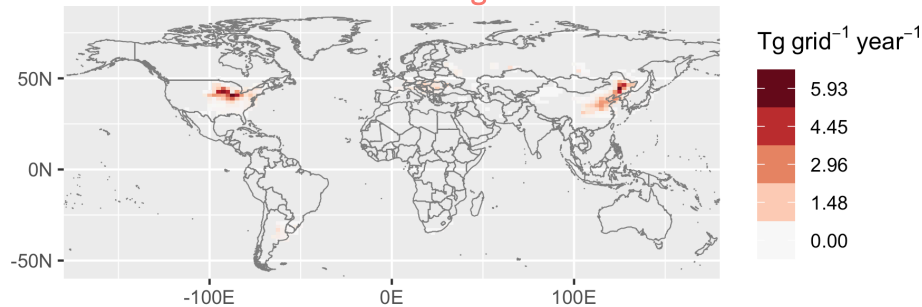 Tg grid⁻¹ year⁻¹
5.93
4.45
2.96
1.48
0.00
50N
0N
-50N
-100E
0E
100E